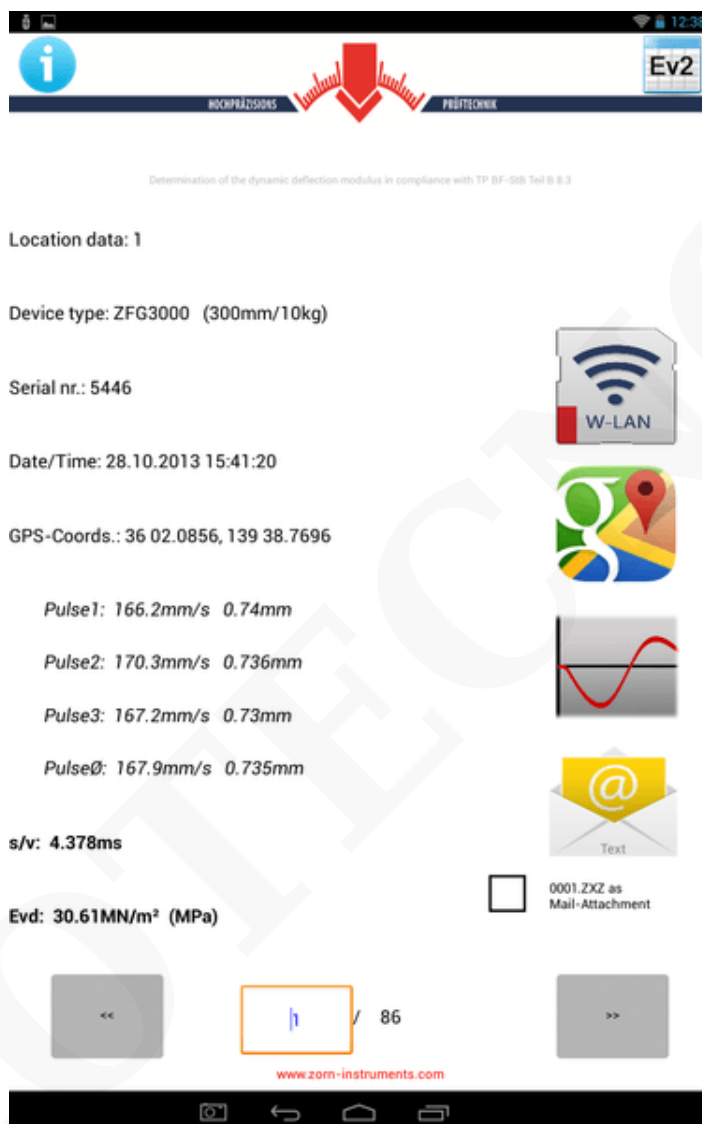 12:38
Ev2
HOCHPRÄZISIONS PRÜFTECHNIK
Determination of the dynamic deflection modulus in compliance with TP BF-StB Teil B 8.3
Location data: 1
Device type: ZFG3000 (300mm/10kg)
Serial nr.: 5446
W-LAN
Date/Time: 28.10.2013 15:41:20
GPS-Coords.: 36 02.0856, 139 38.7696
Pulse1: 166.2mm/s 0.74mm
Pulse2: 170.3mm/s 0.736mm
Pulse3: 167.2mm/s 0.73mm
PulseØ: 167.9mm/s 0.735mm
s/v: 4.378ms
@
Text
0001.ZXZ as
Mail-Attachment
Evd: 30.61MN/m² (MPa)
<< 1 / 86 >>
www.zorn-instruments.com